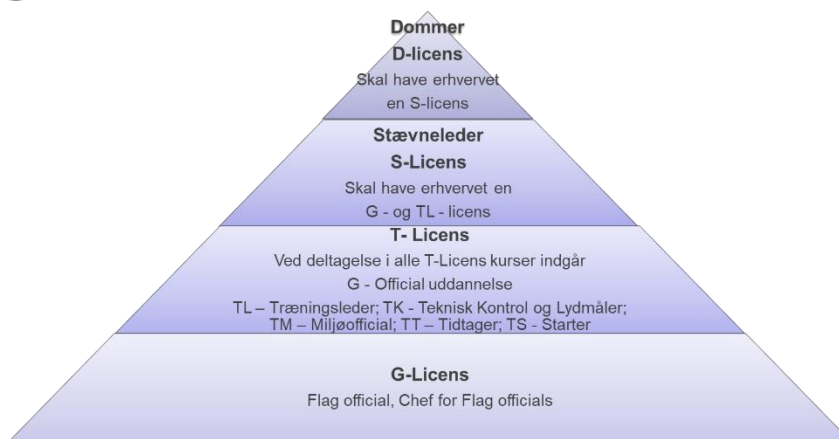 Dommer
D-licens
Skal have erhvervet
en S-licens
Stævneleder
S-Licens
Skal have erhvervet en
G - og TL - licens
T- Licens
Ved deltagelse i alle T-Licens kurser indgår
G - Official uddannelse
TL – Træningsleder; TK - Teknisk Kontrol og Lydmåler;
TM – Miljøofficial; TT – Tidtager; TS - Starter
G-Licens
Flag official, Chef for Flag officials